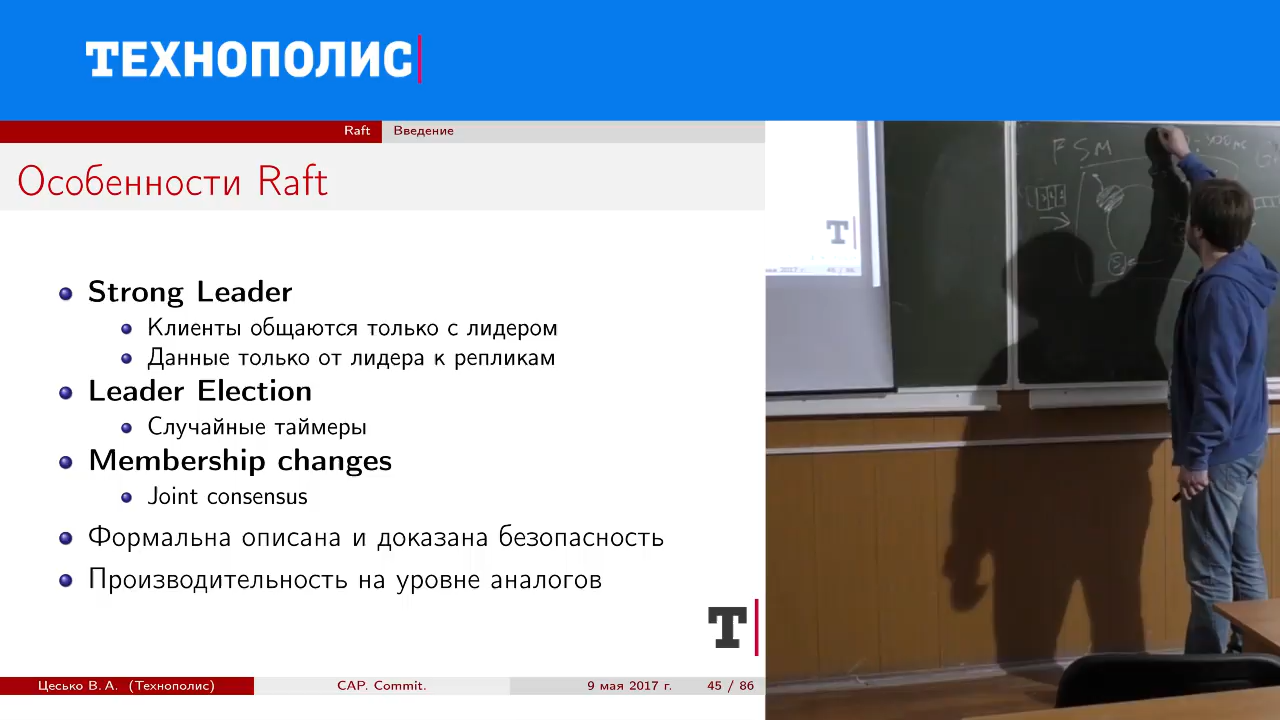 ТЕХНОПОЛИС
Raft
Введение
Особенности Raft
Strong Leader
Клиенты общаются только с лидером
Данные только от лидера к репликам
Leader Election
Случайные таймеры
Membership changes
Joint consensus
Формальна описана и доказана безопасность
Производительность на уровне аналогов
T
Цесько В. А. (Технополис)
CAP. Commit.
9 мая 2017 г.
45 / 86
FSM
T